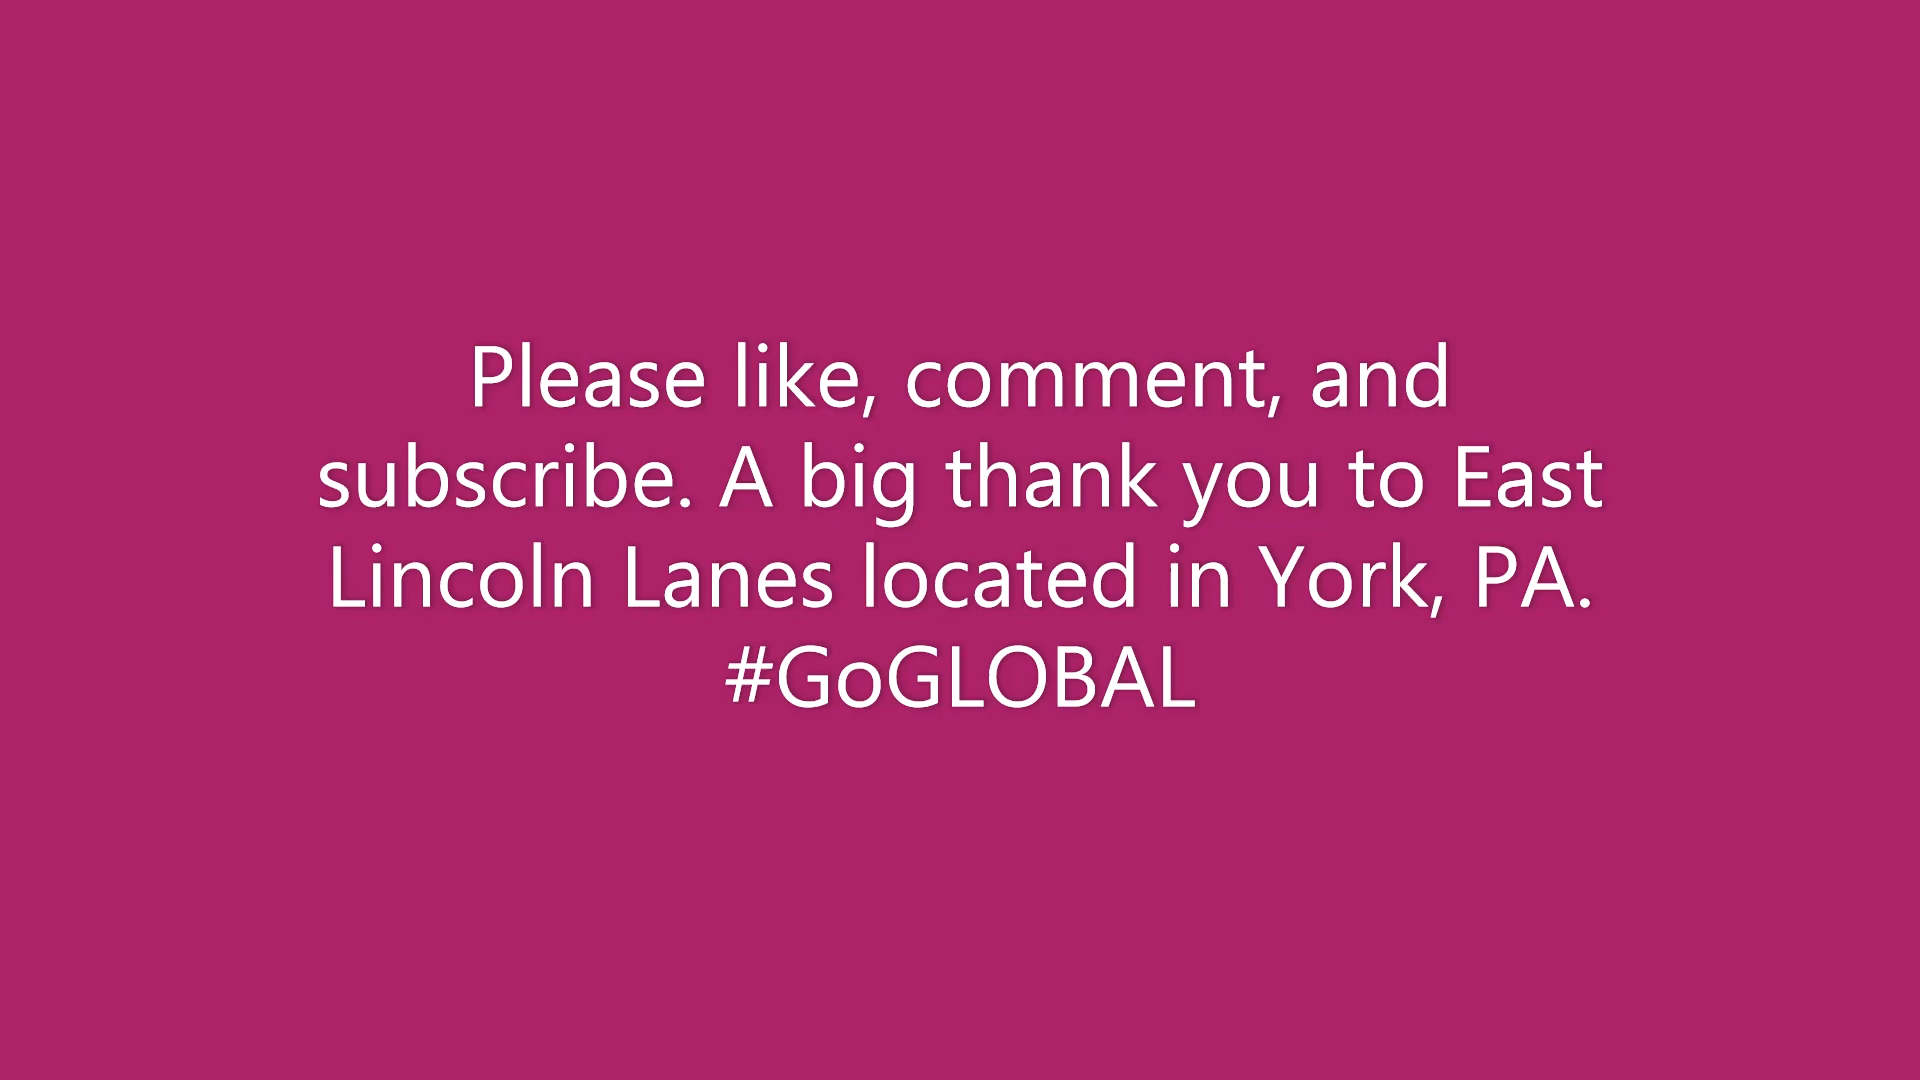 Please like, comment, and
subscribe. A big thank you to East
Lincoln Lanes located in York, PA.
#GoGLOBAL